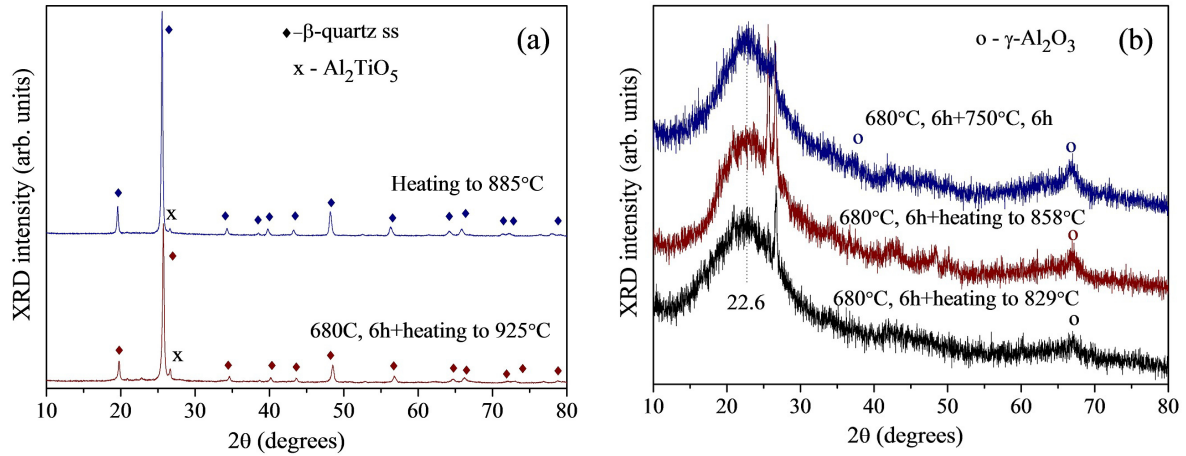 (a)
♦–β-quartz ss
x - Al₂TiO₅
x
Heating to 885°C
x
680C, 6h+heating to 925°C
XRD intensity (arb. units)
10 20 30 40 50 60 70 80
2θ (degrees)
(b)
o - γ-Al₂O₃
680°C, 6h+750°C, 6h
o o
680°C, 6h+heating to 858°C
o
22.6
680°C, 6h+heating to 829°C
o
XRD intensity (arb. units)
10 20 30 40 50 60 70 80
2θ (degrees)